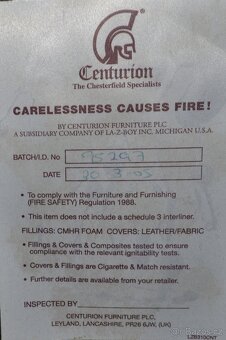 Centurion
The Chesterfield Specialists
CARELESSNESS CAUSES FIRE!
BY CENTURION FURNITURE PLC
A SUBSIDIARY COMPANY OF LA-Z-BOY INC. MICHIGAN U.S.A.
BATCH/I.D. No 95297
DATE 20-3-03
• To comply with the Furniture and Furnishing
(FIRE SAFETY) Regulation 1988.
• This item does not include a schedule 3 interliner.
FILLINGS: CMHR FOAM COVERS: LEATHER/FABRIC
• Fillings & Covers & Composites tested to ensure
compliance with the relevant ignitability tests.
• Covers & Fillings are Cigarette & Match resistant.
• Further details are available from your retailer.
INSPECTED BY
CENTURION FURNITURE PLC.
LEYLAND, LANCASHIRE, PR26 6JW, (UK)